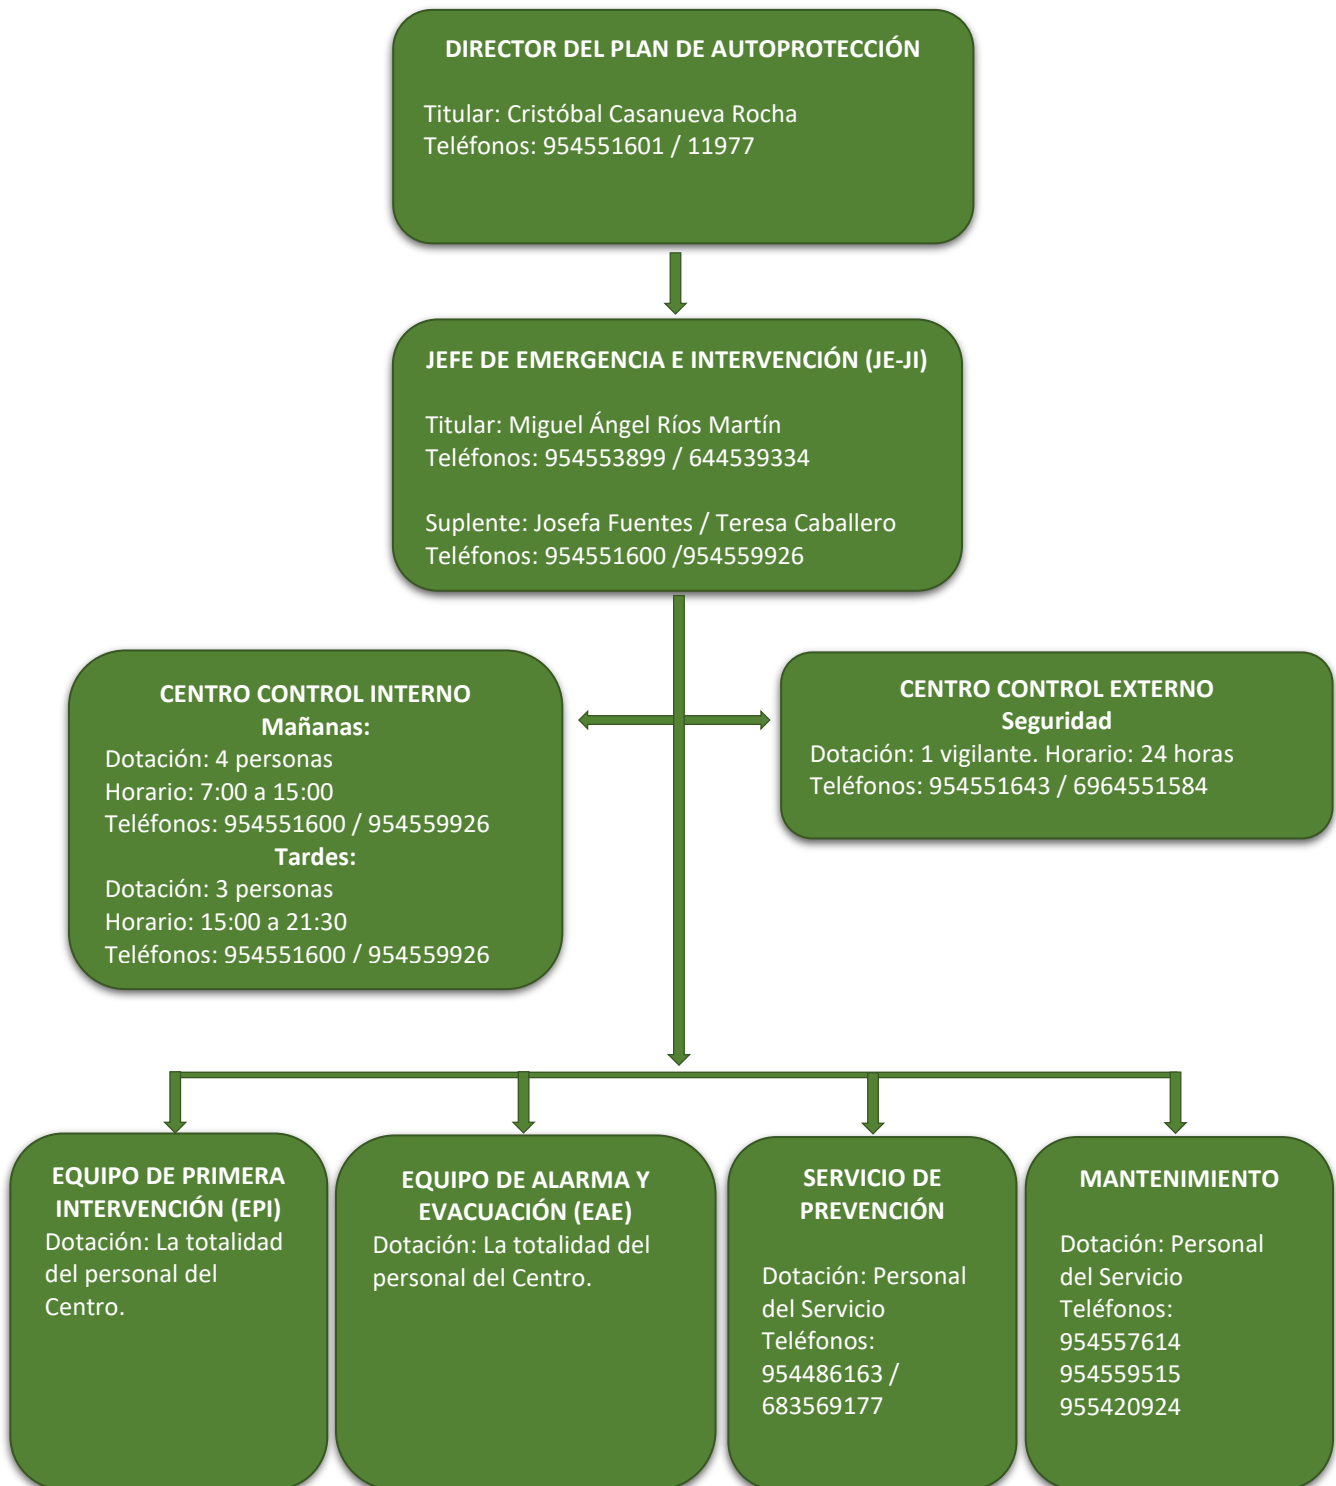 DIRECTOR DEL PLAN DE AUTOPROTECCIÓN
Titular: Cristóbal Casanueva Rocha
Teléfonos: 954551601 / 11977
JEFE DE EMERGENCIA E INTERVENCIÓN (JE-JI)
Titular: Miguel Ángel Ríos Martín
Teléfonos: 954553899 / 644539334
Suplente: Josefa Fuentes / Teresa Caballero
Teléfonos: 954551600 /954559926
CENTRO CONTROL INTERNO
Mañanas:
Dotación: 4 personas
Horario: 7:00 a 15:00
Teléfonos: 954551600 / 954559926
Tardes:
Dotación: 3 personas
Horario: 15:00 a 21:30
Teléfonos: 954551600 / 954559926
CENTRO CONTROL EXTERNO
Seguridad
Dotación: 1 vigilante. Horario: 24 horas
Teléfonos: 954551643 / 6964551584
EQUIPO DE PRIMERA
INTERVENCIÓN (EPI)
Dotación: La totalidad
del personal del
Centro.
EQUIPO DE ALARMA Y
EVACUACIÓN (EAE)
Dotación: La totalidad del
personal del Centro.
SERVICIO DE
PREVENCIÓN
Dotación: Personal
del Servicio
Teléfonos:
954486163 /
683569177
MANTENIMIENTO
Dotación: Personal
del Servicio
Teléfonos:
954557614
954559515
955420924